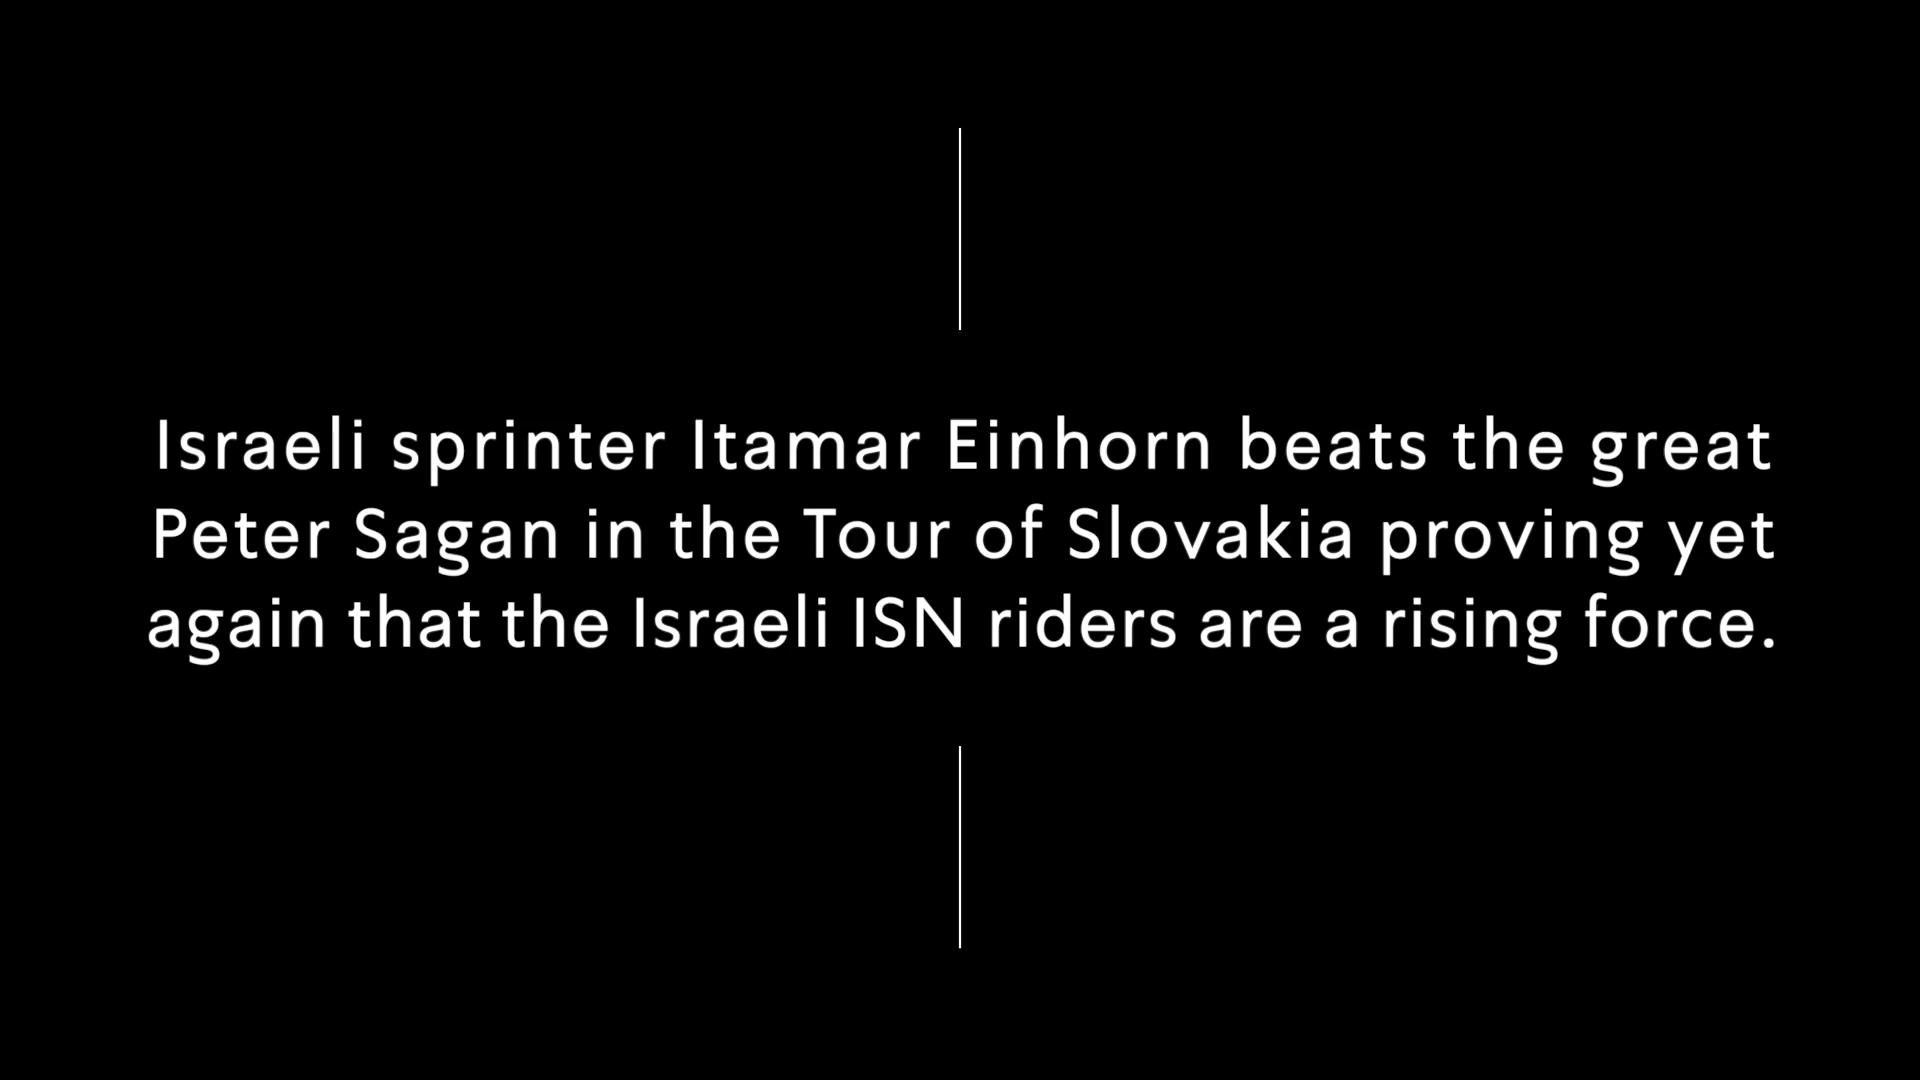 Israeli sprinter Itamar Einhorn beats the great
Peter Sagan in the Tour of Slovakia proving yet
again that the Israeli ISN riders are a rising force.